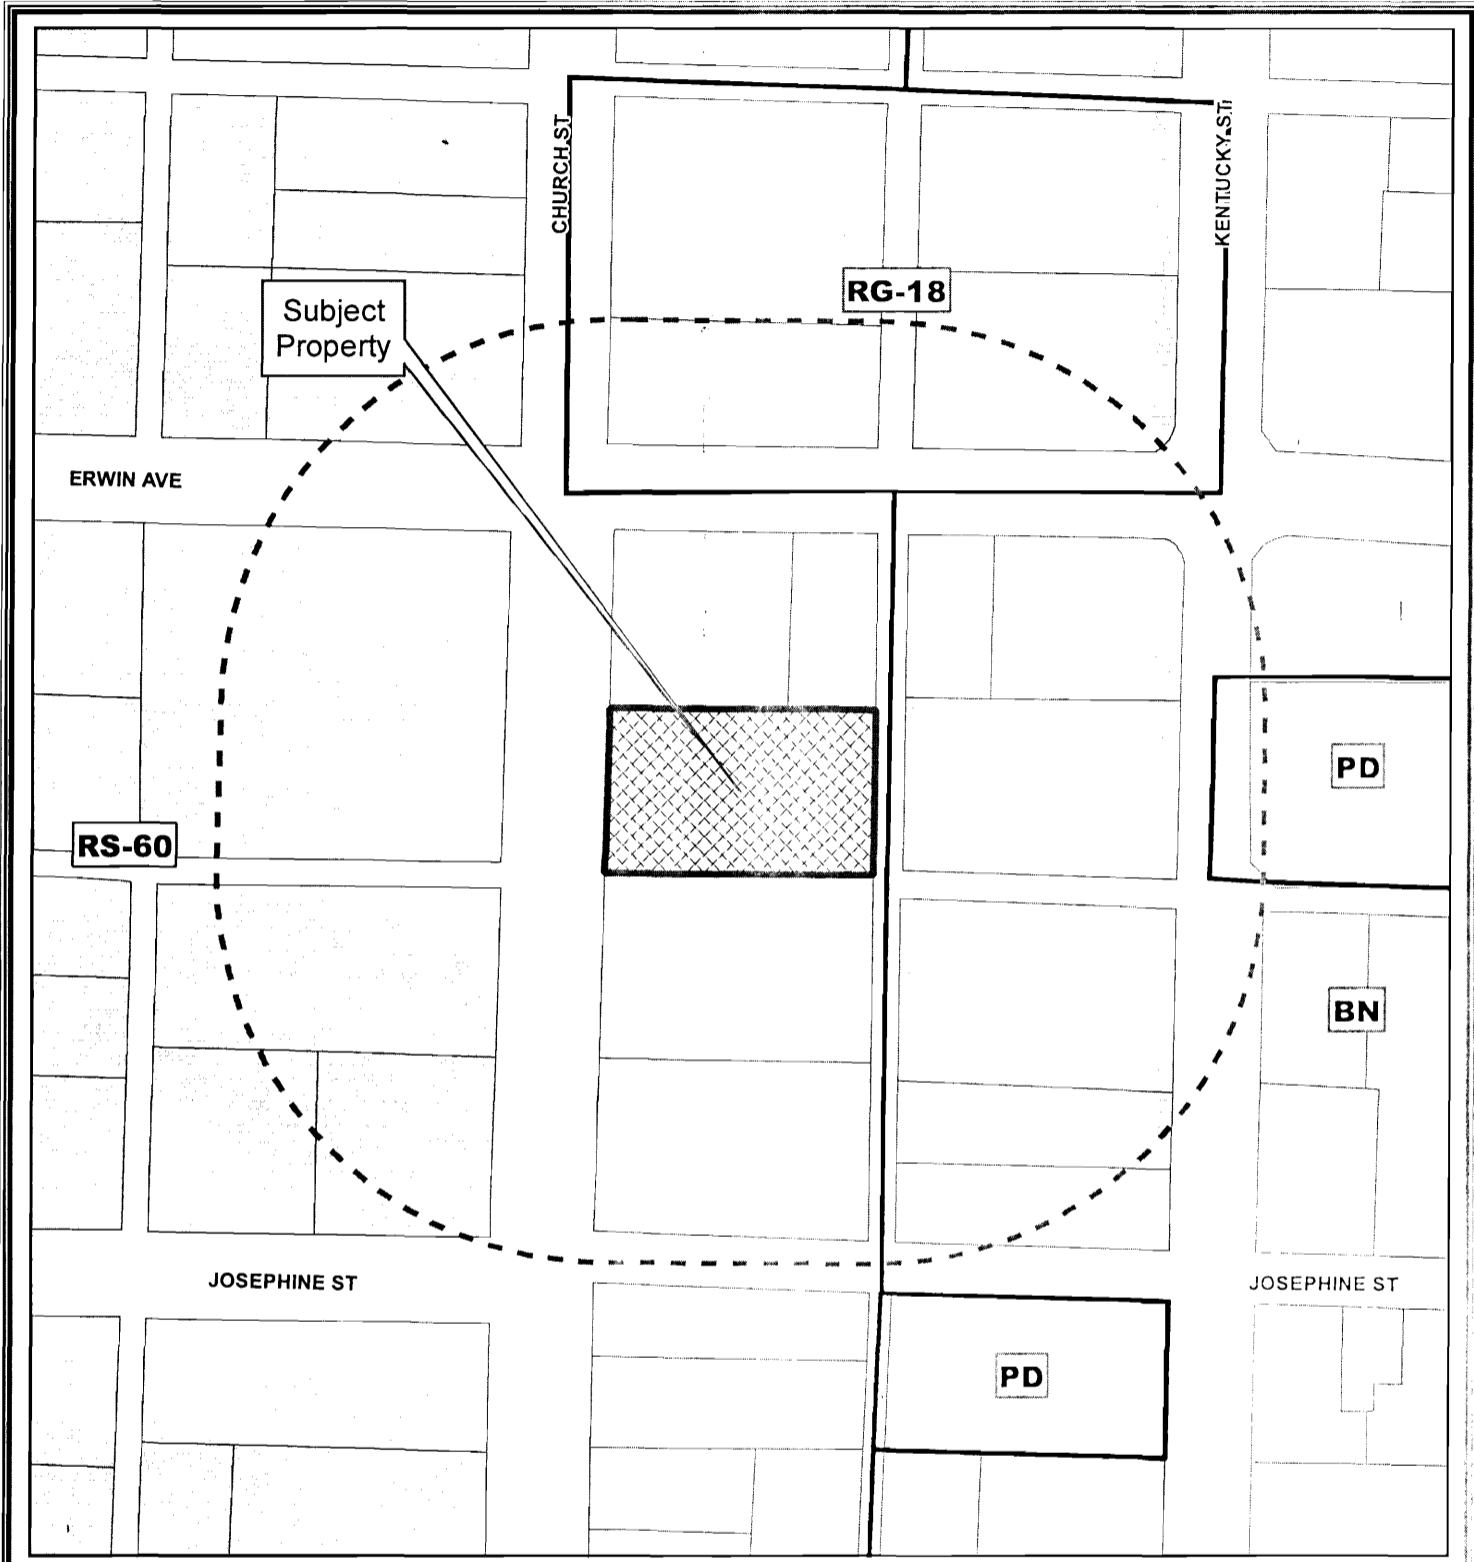 CHURCH ST
KENTUCKY ST
RG-18
Subject
Property
ERWIN AVE
PD
RS-60
BN
JOSEPHINE ST
JOSEPHINE ST
PD